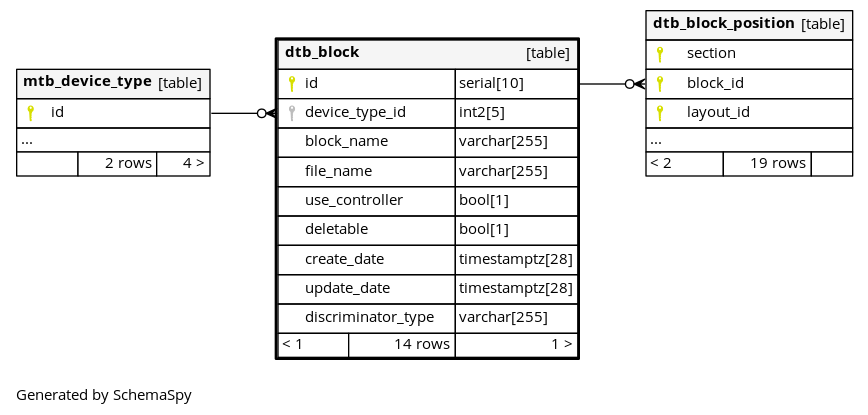 mtb_device_type [table]
id
...
2 rows 4 >
dtb_block [table]
id serial[10]
device_type_id int2[5]
block_name varchar[255]
file_name varchar[255]
use_controller bool[1]
deletable bool[1]
create_date timestamptz[28]
update_date timestamptz[28]
discriminator_type varchar[255]
< 1 14 rows 1 >
dtb_block_position [table]
section
block_id
layout_id
...
< 2 19 rows
Generated by SchemaSpy